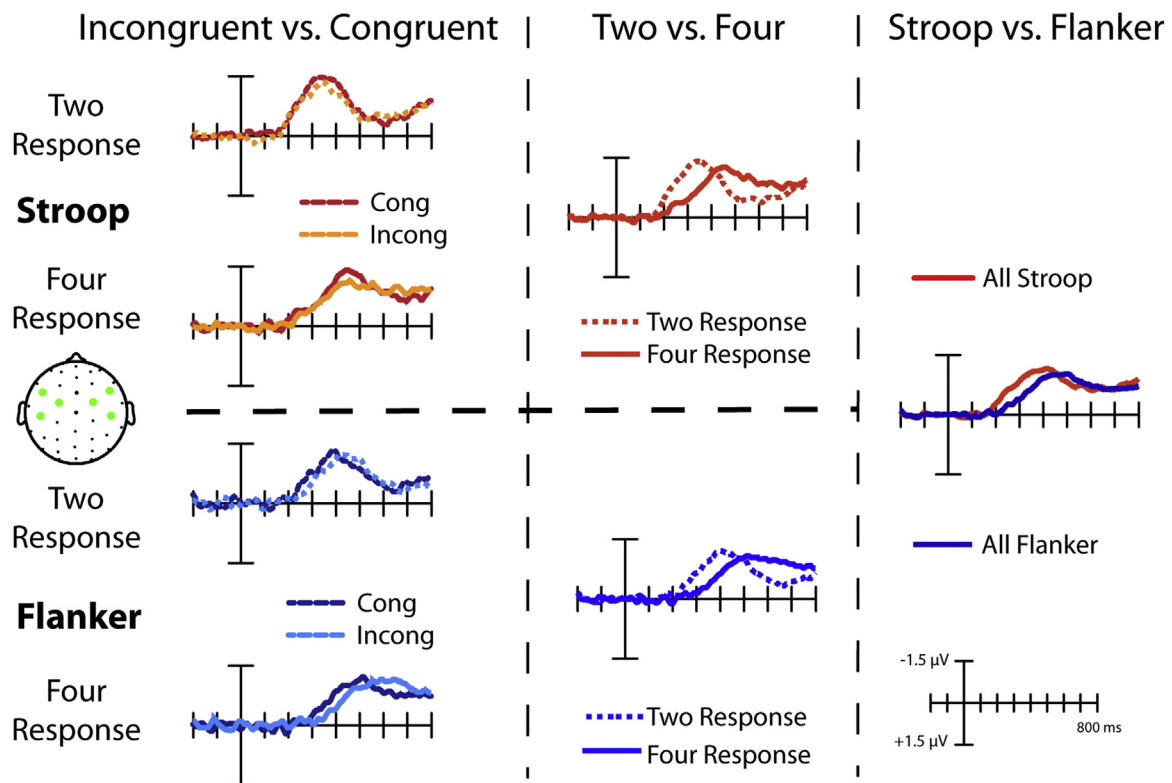 Incongruent vs. Congruent
Two vs. Four
Stroop vs. Flanker
Two
Response
Stroop
Cong
Incong
Four
Response
Two Response
Four Response
All Stroop
Two
Response
Flanker
Cong
Incong
Four
Response
Two Response
Four Response
All Flanker
-1.5 µV
800 ms
+1.5 µV